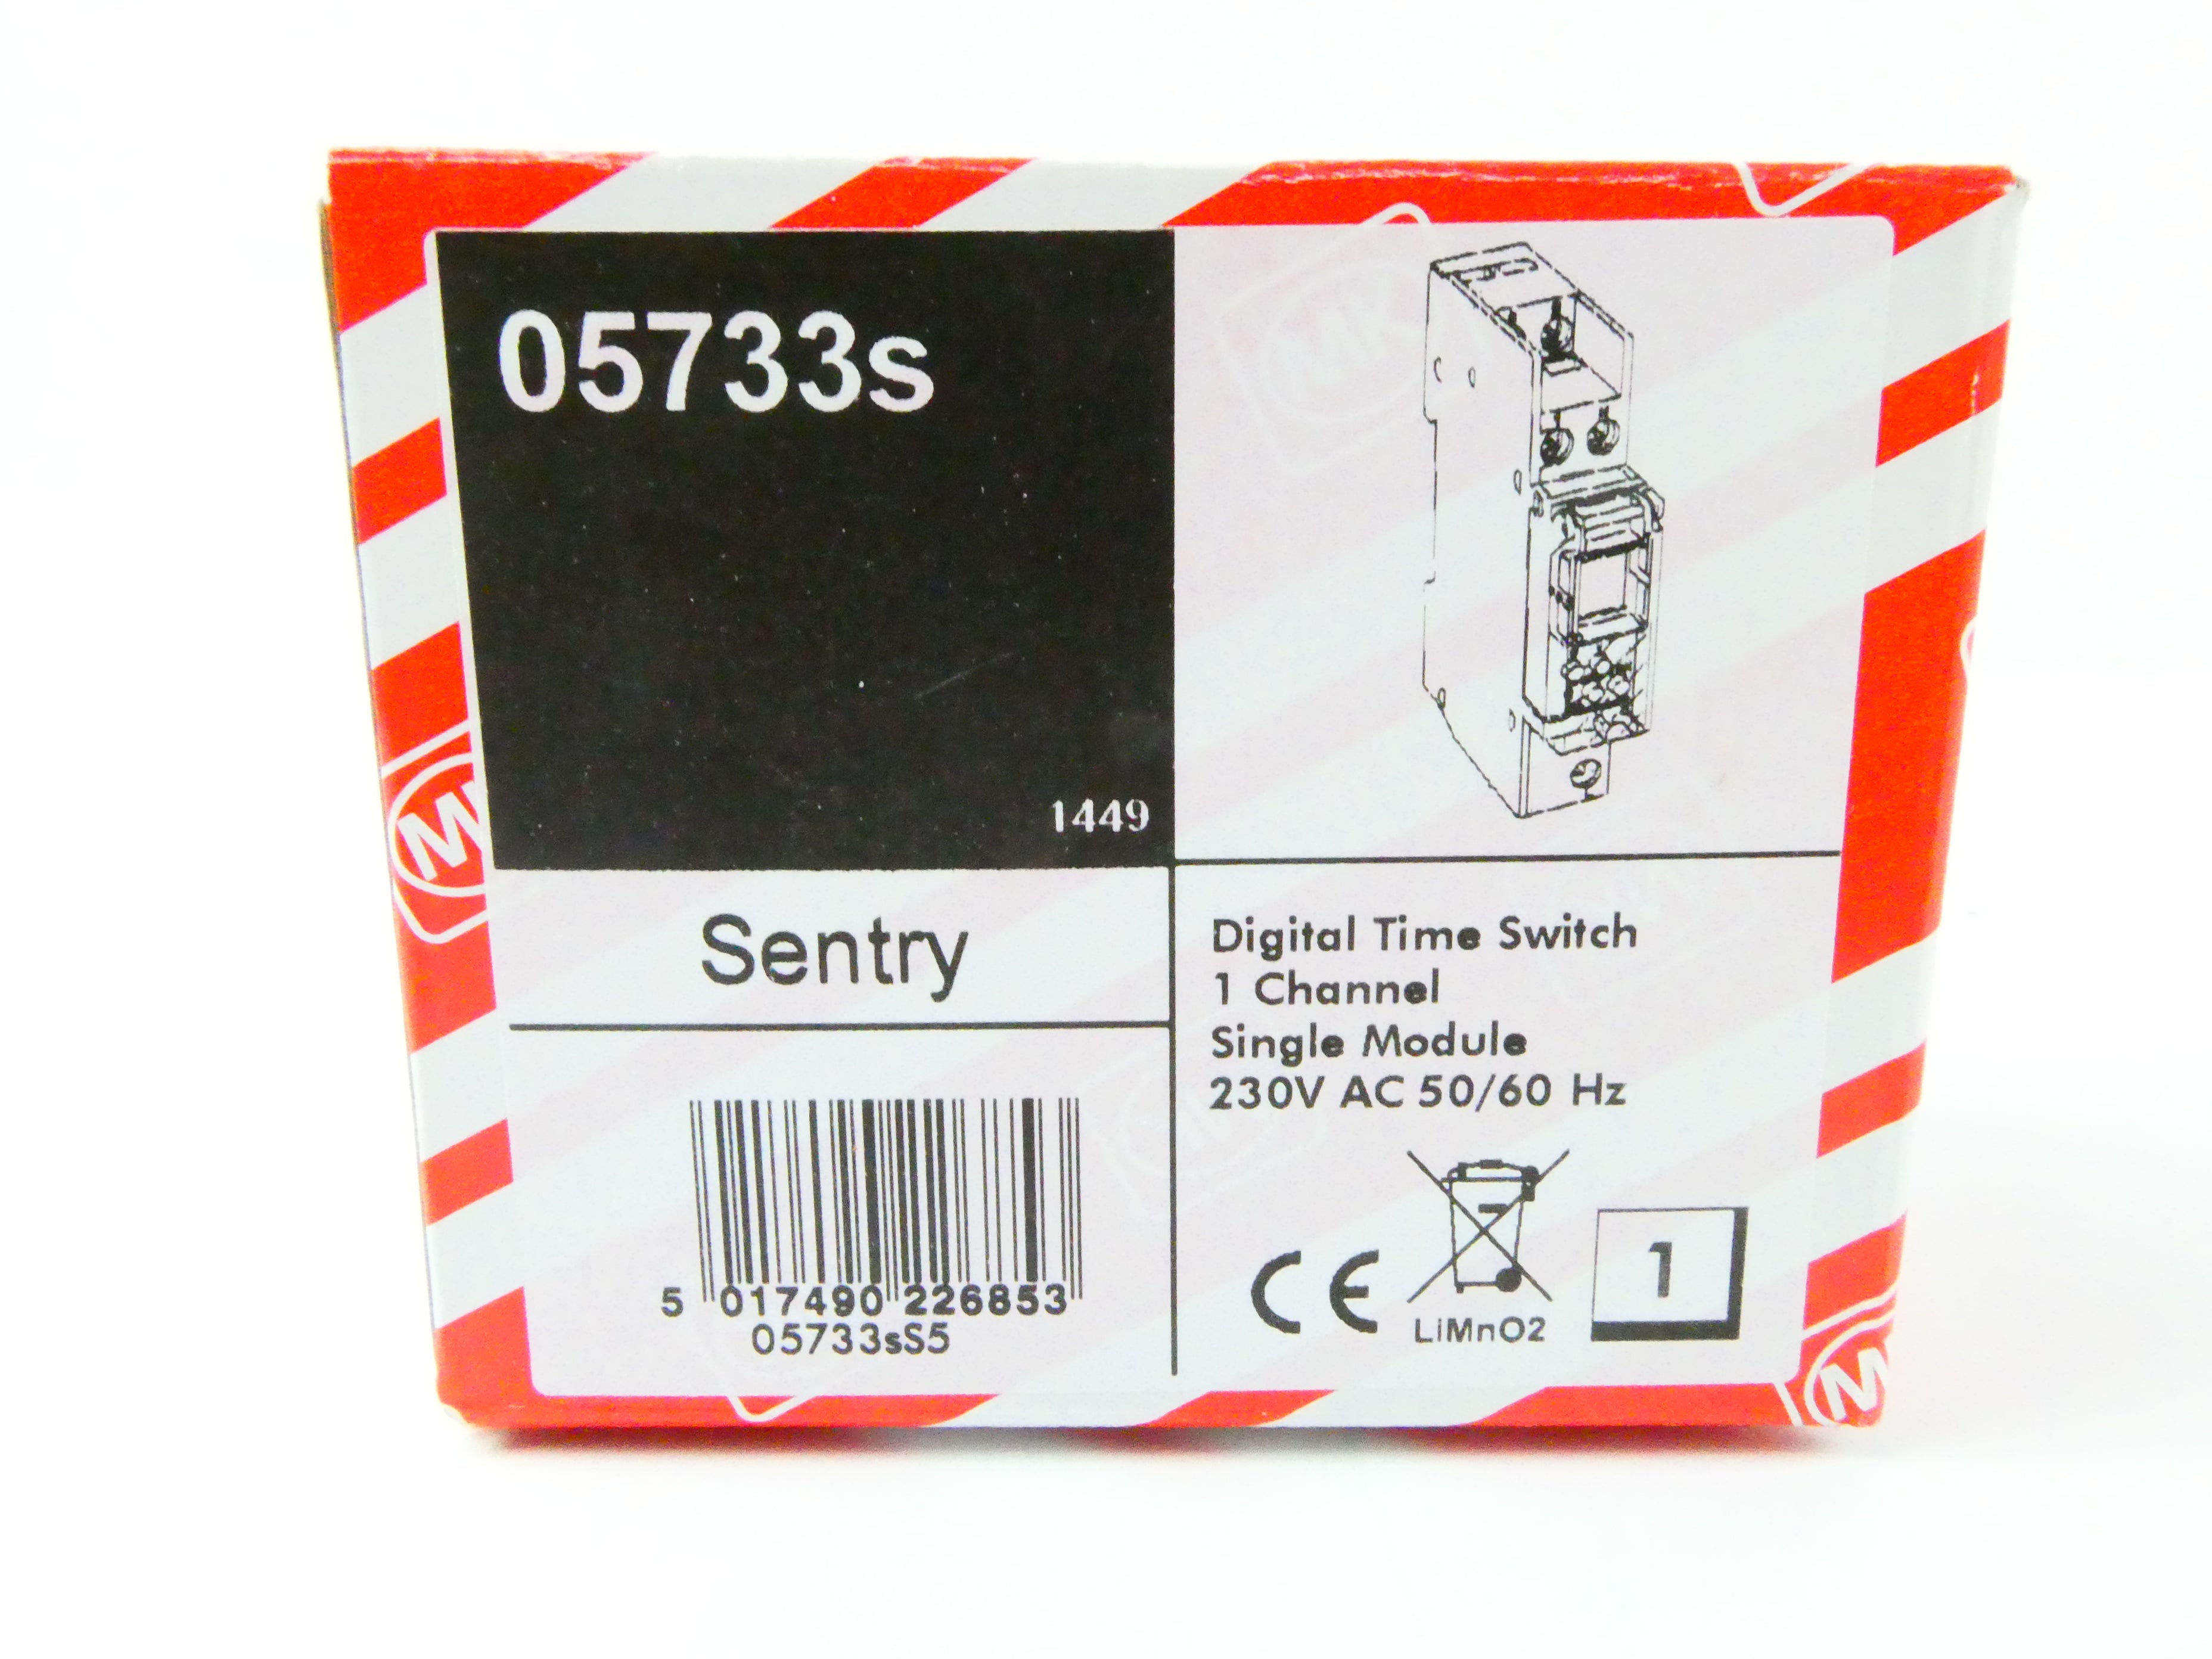 05733s
1449
Sentry
Digital Time Switch
1 Channel
Single Module
230V AC 50/60 Hz
5 017490 226853
05733sS5
CE
LiMnO2
1
MK